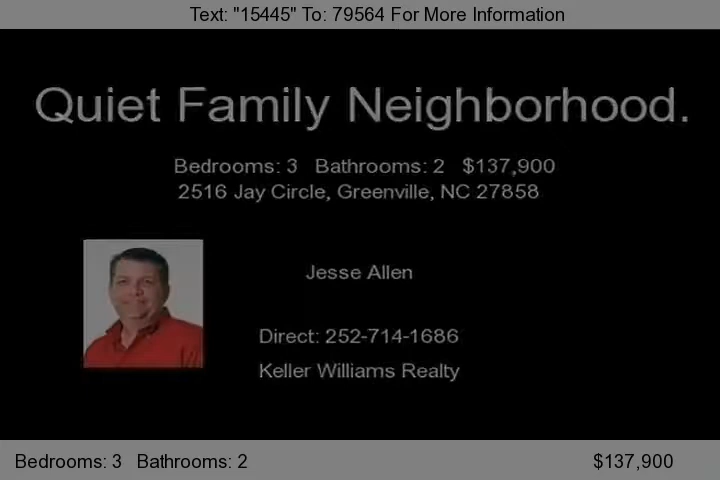 Text: "15445" To: 79564 For More Information
Quiet Family Neighborhood.
Bedrooms: 3 Bathrooms: 2 $137,900
2516 Jay Circle, Greenville, NC 27858
Jesse Allen
Direct: 252-714-1686
Keller Williams Realty
Bedrooms: 3 Bathrooms: 2 $137,900